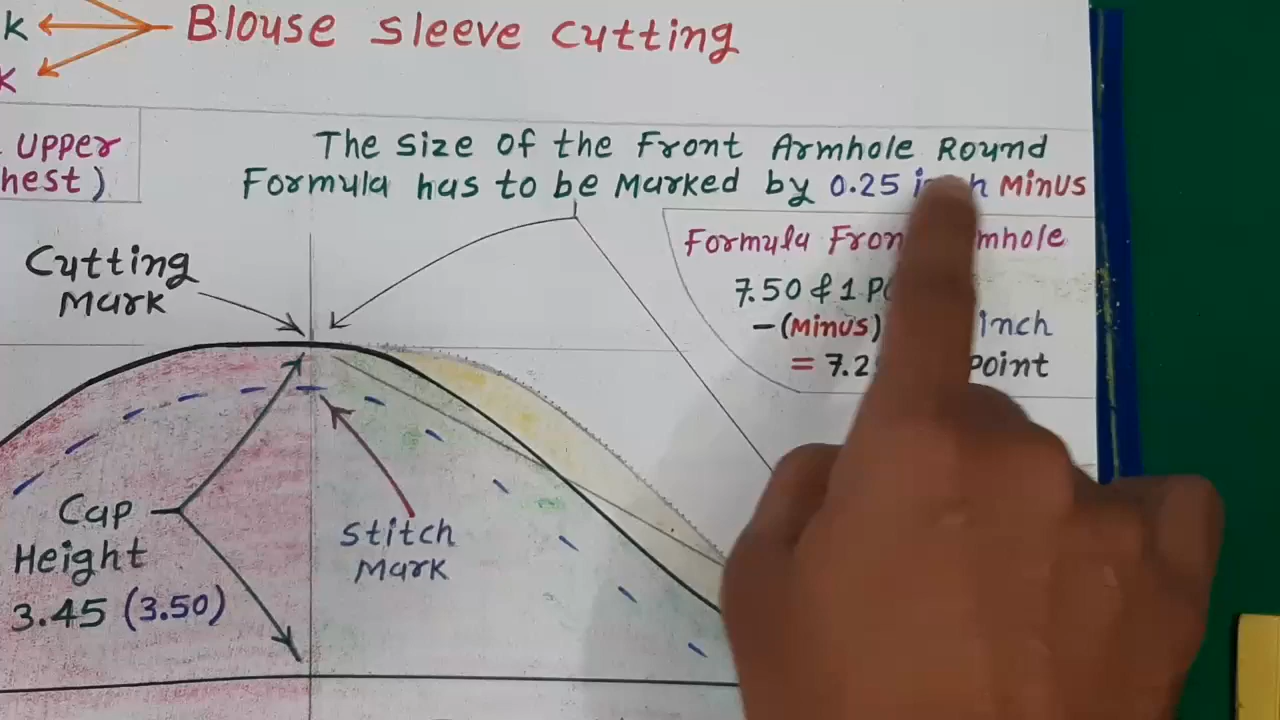 k
Blouse Sleeve Cutting
K
Upper
hest)
The Size of the Front Armhole Round
Formula has to be Marked by 0.25 inch Minus
Formula mhole
7.50 & 1
-(Minus) inch
= 7.2 Point
Cutting
Mark
Cap
Height
3.45 (3.50)
Stitch
Mark